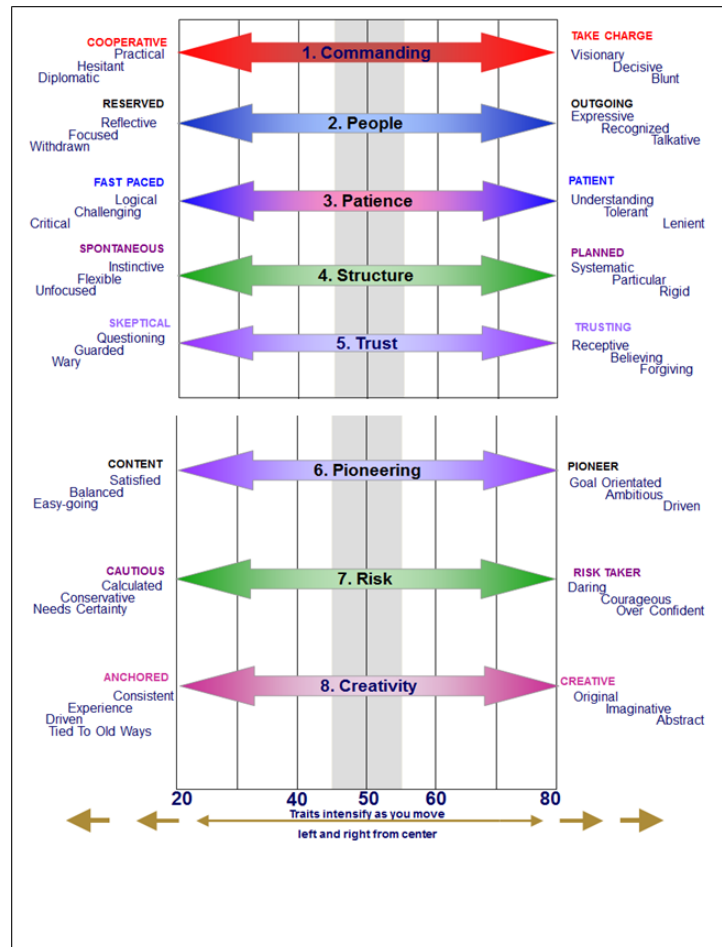 COOPERATIVE
Practical
Hesitant
Diplomatic
1. Commanding
TAKE CHARGE
Visionary
Decisive
Blunt
RESERVED
Reflective
Focused
Withdrawn
2. People
OUTGOING
Expressive
Recognized
Talkative
FAST PACED
Logical
Challenging
Critical
3. Patience
PATIENT
Understanding
Tolerant
Lenient
SPONTANEOUS
Instinctive
Flexible
Unfocused
4. Structure
PLANNED
Systematic
Particular
Rigid
SKEPTICAL
Questioning
Guarded
Wary
5. Trust
TRUSTING
Receptive
Believing
Forgiving
CONTENT
Satisfied
Balanced
Easy-going
6. Pioneering
PIONEER
Goal Orientated
Ambitious
Driven
CAUTIOUS
Calculated
Conservative
Needs Certainty
7. Risk
RISK TAKER
Daring
Courageous
Over Confident
ANCHORED
Consistent
Experience
Driven
Tied To Old Ways
8. Creativity
CREATIVE
Original
Imaginative
Abstract
20 40 50 60 80
Traits intensify as you move
left and right from center